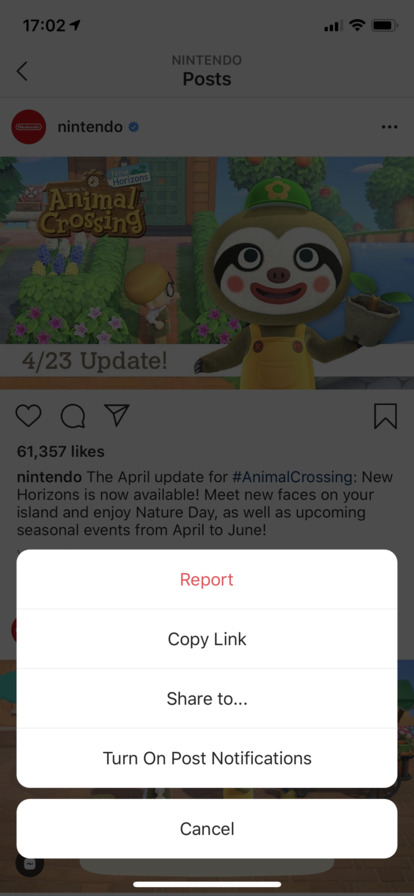 17:02
NINTENDO
Posts
Nintendo
nintendo
Horizons
Animal
Crossing
4/23 Update!
61,357 likes
nintendo The April update for #AnimalCrossing: New
Horizons is now available! Meet new faces on your
island and enjoy Nature Day, as well as upcoming
seasonal events from April to June!
Report
Copy Link
Share to...
Turn On Post Notifications
Cancel